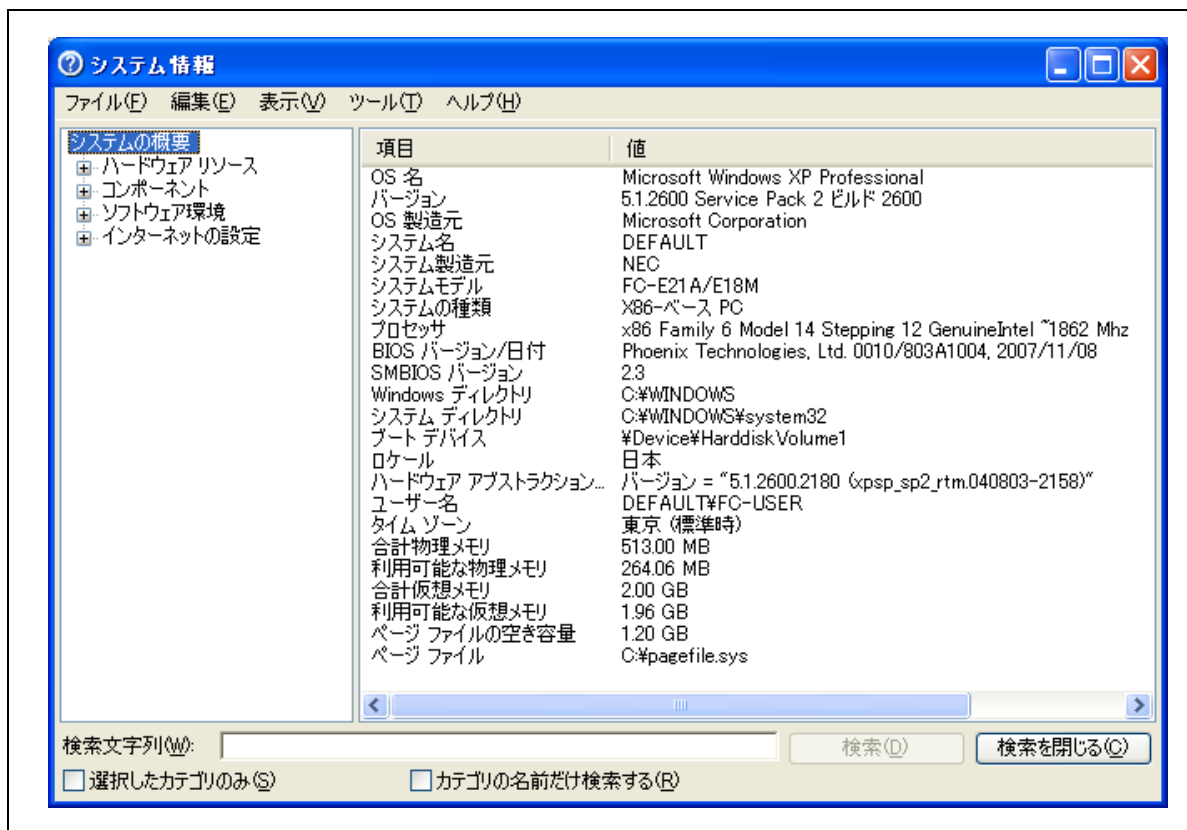 システム情報
ファイル(F) 編集(E) 表示(V) ツール(T) ヘルプ(H)
システムの概要
ハードウェア リソース
コンポーネント
ソフトウェア環境
インターネットの設定
項目 値
OS 名 Microsoft Windows XP Professional
バージョン 5.1.2600 Service Pack 2 ビルド 2600
OS 製造元 Microsoft Corporation
システム名 DEFAULT
システム製造元 NEC
システムモデル FC-E21A/E18M
システムの種類 X86-ベース PC
プロセッサ x86 Family 6 Model 14 Stepping 12 GenuineIntel ~1862 Mhz
BIOS バージョン/日付 Phoenix Technologies, Ltd. 0010/803A1004, 2007/11/08
SMBIOS バージョン 2.3
Windows ディレクトリ C:¥WINDOWS
システム ディレクトリ C:¥WINDOWS¥system32
ブート デバイス ¥Device¥HarddiskVolume1
ロケール 日本
ハードウェア アブストラクション... バージョン = "5.1.2600.2180 (xpsp_sp2_rtm.040803-2158)"
ユーザー名 DEFAULT¥FC-USER
タイム ゾーン 東京 (標準時)
合計物理メモリ 513.00 MB
利用可能な物理メモリ 264.06 MB
合計仮想メモリ 2.00 GB
利用可能な仮想メモリ 1.96 GB
ページ ファイルの空き容量 1.20 GB
ページ ファイル C:¥pagefile.sys
検索文字列(W): 検索(D) 検索を閉じる(C)
選択したカテゴリのみ(S) カテゴリの名前だけ検索する(R)